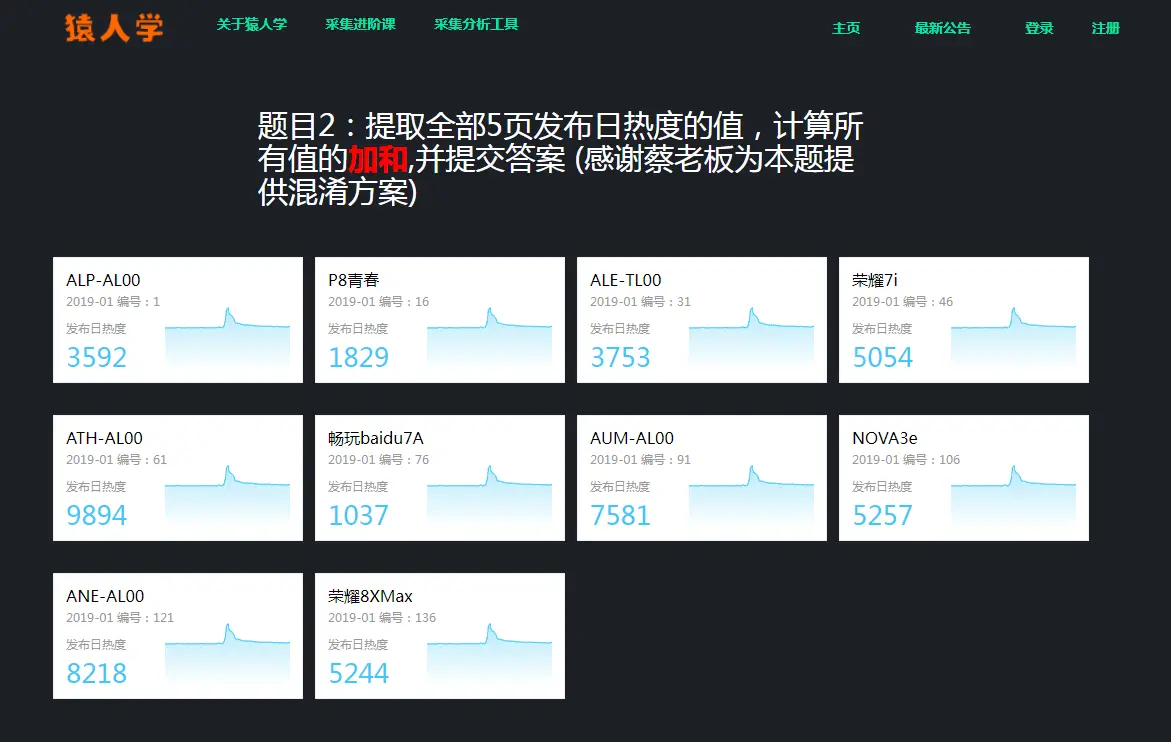 猿人学
关于猿人学 采集进阶课 采集分析工具 主页 最新公告 登录 注册
题目2：提取全部5页发布日热度的值，计算所
有值的加和,并提交答案 (感谢蔡老板为本题提
供混淆方案)
ALP-AL00
2019-01 编号：1
发布日热度
3592
P8青春
2019-01 编号：16
发布日热度
1829
ALE-TL00
2019-01 编号：31
发布日热度
3753
荣耀7i
2019-01 编号：46
发布日热度
5054
ATH-AL00
2019-01 编号：61
发布日热度
9894
畅玩baidu7A
2019-01 编号：76
发布日热度
1037
AUM-AL00
2019-01 编号：91
发布日热度
7581
NOVA3e
2019-01 编号：106
发布日热度
5257
ANE-AL00
2019-01 编号：121
发布日热度
8218
荣耀8XMax
2019-01 编号：136
发布日热度
5244